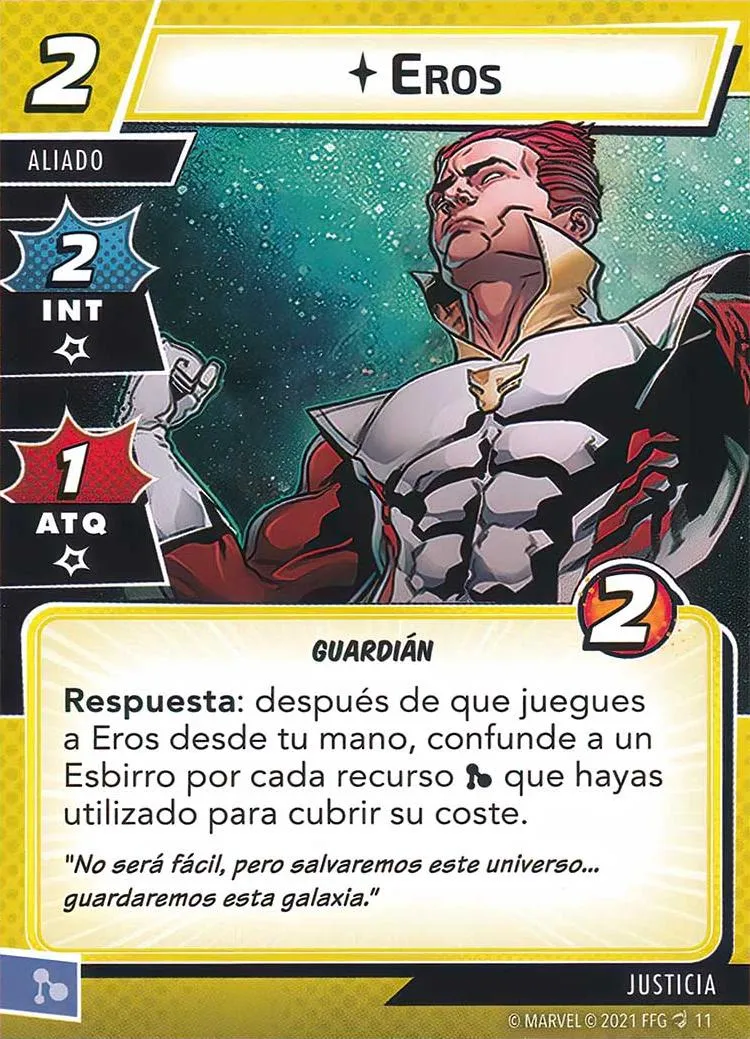 2
Eros
ALIADO
2
INT
1
ATQ
2
GUARDIÁN
Respuesta: después de que juegues
a Eros desde tu mano, confunde a un
Esbirro por cada recurso que hayas
utilizado para cubrir su coste.
"No será fácil, pero salvaremos este universo...
guardaremos esta galaxia."
JUSTICIA
© MARVEL © 2021 FFG 11